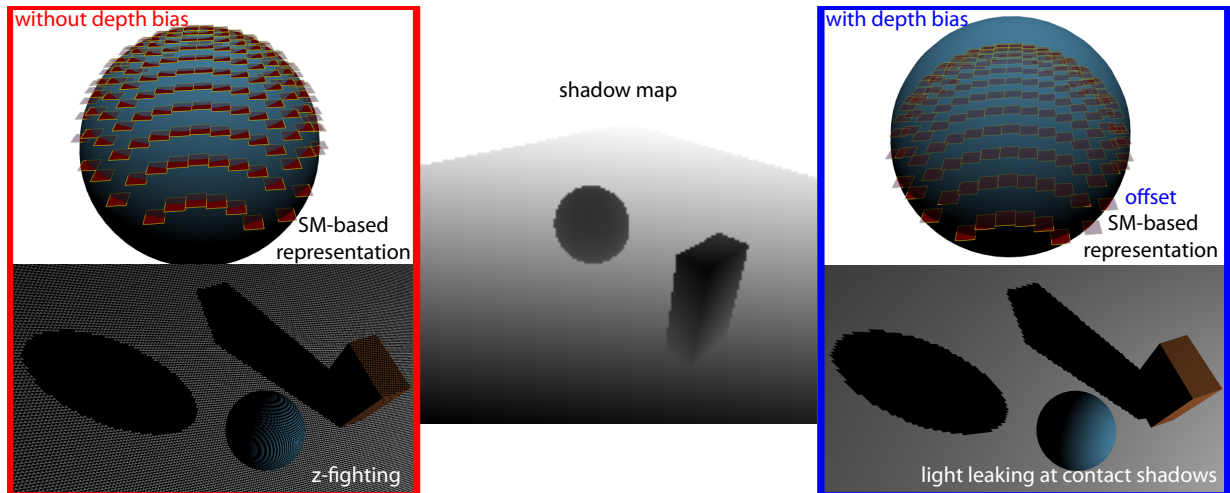 without depth bias
SM-based
representation
z-fighting
shadow map
with depth bias
offset
SM-based
representation
light leaking at contact shadows